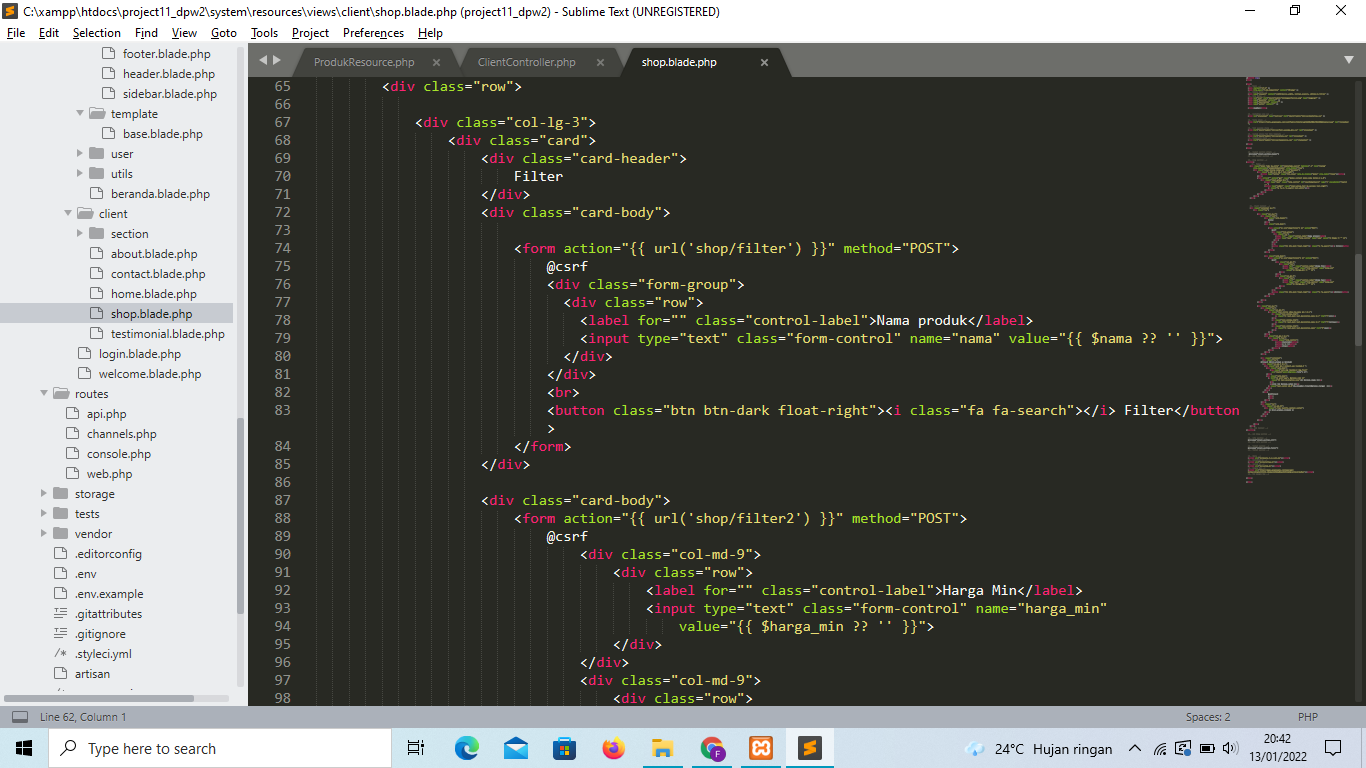 C:\xampp\htdocs\project11_dpw2\system\resources\views\client\shop.blade.php (project11_dpw2) - Sublime Text (UNREGISTERED)
File Edit Selection Find View Goto Tools Project Preferences Help
footer.blade.php
header.blade.php
sidebar.blade.php
template
base.blade.php
user
utils
beranda.blade.php
client
section
about.blade.php
contact.blade.php
home.blade.php
shop.blade.php
testimonial.blade.php
login.blade.php
welcome.blade.php
routes
api.php
channels.php
console.php
web.php
storage
tests
vendor
.editorconfig
.env
.env.example
.gitattributes
.gitignore
.styleci.yml
artisan
ProdukResource.php ClientController.php shop.blade.php
65 <div class="row">
66
67 <div class="col-lg-3">
68 <div class="card">
69 <div class="card-header">
70 Filter
71 </div>
72 <div class="card-body">
73
74 <form action="{{ url('shop/filter') }}" method="POST">
75 @csrf
76 <div class="form-group">
77 <div class="row">
78 <label for="" class="control-label">Nama produk</label>
79 <input type="text" class="form-control" name="nama" value="{{ $nama ?? '' }}">
80 </div>
81 </div>
82 <br>
83 <button class="btn btn-dark float-right"><i class="fa fa-search"></i> Filter</button
>
84 </form>
85 </div>
86
87 <div class="card-body">
88 <form action="{{ url('shop/filter2') }}" method="POST">
89 @csrf
90 <div class="col-md-9">
91 <div class="row">
92 <label for="" class="control-label">Harga Min</label>
93 <input type="text" class="form-control" name="harga_min"
94 value="{{ $harga_min ?? '' }}">
95 </div>
96 </div>
97 <div class="col-md-9">
98 <div class="row">
Line 62, Column 1 Spaces: 2 PHP
Type here to search
24°C Hujan ringan
20:42
13/01/2022